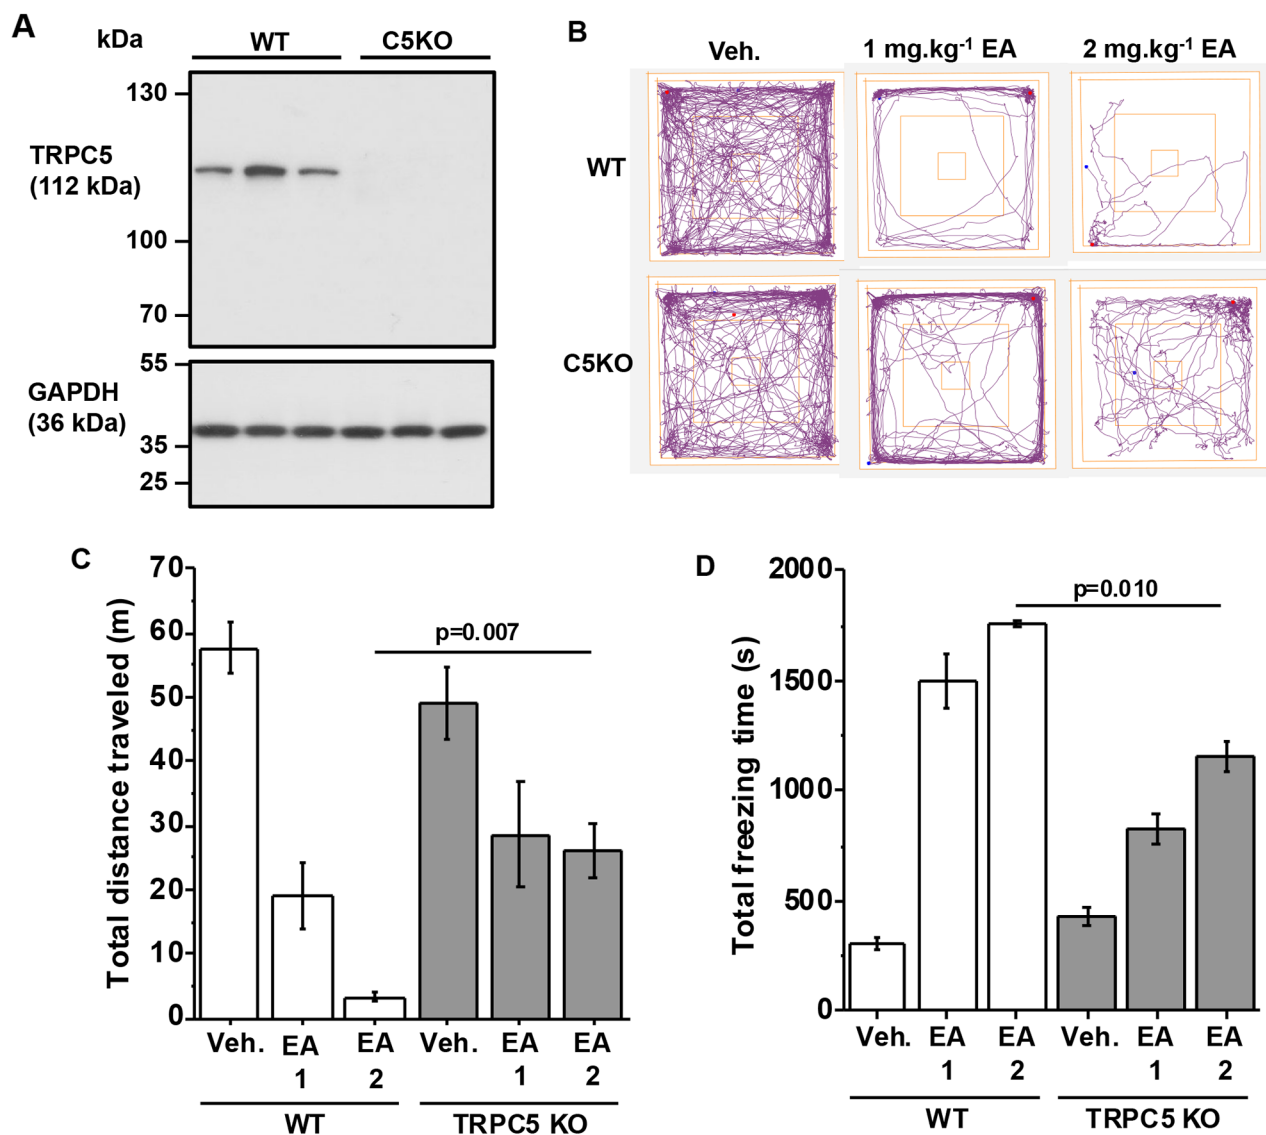 A
kDa
WT
C5KO
130
TRPC5
(112 kDa)
100
70
55
GAPDH
(36 kDa)
35
25
B
Veh.
1 mg.kg⁻¹ EA
2 mg.kg⁻¹ EA
WT
C5KO
C
Total distance traveled (m)
70
60
50
40
30
20
10
0
p=0.007
Veh.
EA
1
EA
2
Veh.
EA
1
EA
2
WT
TRPC5 KO
D
Total freezing time (s)
2000
1500
1000
500
0
p=0.010
Veh.
EA
1
EA
2
Veh.
EA
1
EA
2
WT
TRPC5 KO